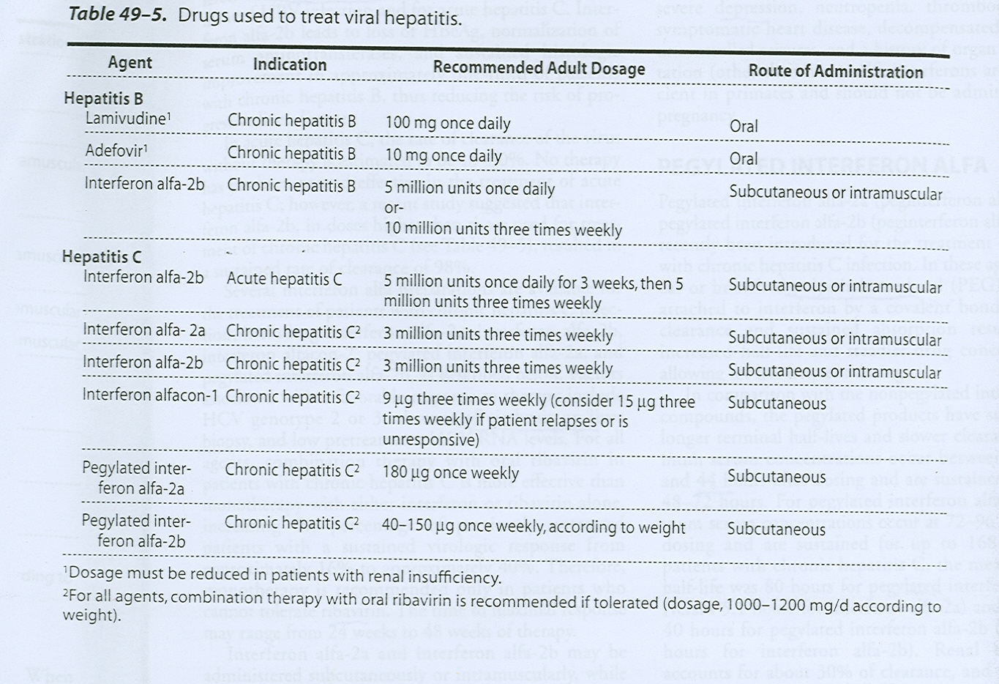 Table 49–5. Drugs used to treat viral hepatitis.
Agent Indication Recommended Adult Dosage Route of Administration
Hepatitis B
Lamivudine¹ Chronic hepatitis B 100 mg once daily Oral
Adefovir¹ Chronic hepatitis B 10 mg once daily Oral
Interferon alfa-2b Chronic hepatitis B 5 million units once daily Subcutaneous or intramuscular
or-
10 million units three times weekly
Hepatitis C
Interferon alfa-2b Acute hepatitis C 5 million units once daily for 3 weeks, then 5 Subcutaneous or intramuscular
million units three times weekly
Interferon alfa- 2a Chronic hepatitis C² 3 million units three times weekly Subcutaneous or intramuscular
Interferon alfa-2b Chronic hepatitis C² 3 million units three times weekly Subcutaneous or intramuscular
Interferon alfacon-1 Chronic hepatitis C² 9 μg three times weekly (consider 15 μg three Subcutaneous
times weekly if patient relapses or is
unresponsive)
Pegylated inter- Chronic hepatitis C² 180 μg once weekly Subcutaneous
feron alfa-2a
Pegylated inter- Chronic hepatitis C² 40–150 μg once weekly, according to weight Subcutaneous
feron alfa-2b
¹Dosage must be reduced in patients with renal insufficiency.
²For all agents, combination therapy with oral ribavirin is recommended if tolerated (dosage, 1000–1200 mg/d according to
weight).